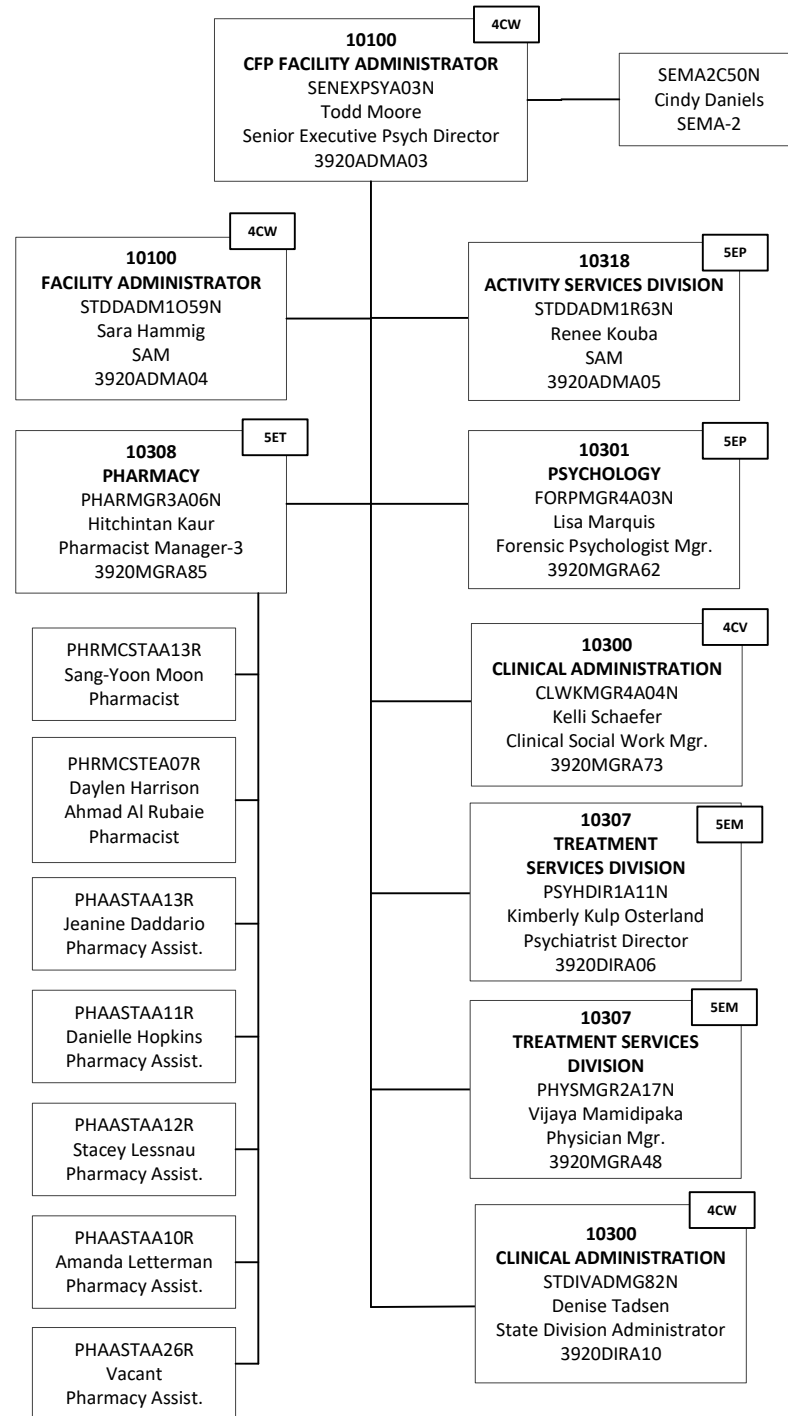 4CW
10100
CFP FACILITY ADMINISTRATOR
SENEXPSYA03N
Todd Moore
Senior Executive Psych Director
3920ADMA03
SEMA2C50N
Cindy Daniels
SEMA-2
4CW
10100
FACILITY ADMINISTRATOR
STDDADM1O59N
Sara Hammig
SAM
3920ADMA04
5EP
10318
ACTIVITY SERVICES DIVISION
STDDADM1R63N
Renee Kouba
SAM
3920ADMA05
5ET
10308
PHARMACY
PHARMGR3A06N
Hitchintan Kaur
Pharmacist Manager-3
3920MGRA85
5EP
10301
PSYCHOLOGY
FORPMGR4A03N
Lisa Marquis
Forensic Psychologist Mgr.
3920MGRA62
PHRMCSTAA13R
Sang-Yoon Moon
Pharmacist
4CV
10300
CLINICAL ADMINISTRATION
CLWKMGR4A04N
Kelli Schaefer
Clinical Social Work Mgr.
3920MGRA73
PHRMCSTEA07R
Daylen Harrison
Ahmad Al Rubaie
Pharmacist
5EM
10307
TREATMENT
SERVICES DIVISION
PSYHDIR1A11N
Kimberly Kulp Osterland
Psychiatrist Director
3920DIRA06
PHAASTAA13R
Jeanine Daddario
Pharmacy Assist.
PHAASTAA11R
Danielle Hopkins
Pharmacy Assist.
5EM
10307
TREATMENT SERVICES
DIVISION
PHYSMGR2A17N
Vijaya Mamidipaka
Physician Mgr.
3920MGRA48
PHAASTAA12R
Stacey Lessnau
Pharmacy Assist.
PHAASTAA10R
Amanda Letterman
Pharmacy Assist.
4CW
10300
CLINICAL ADMINISTRATION
STDIVADMG82N
Denise Tadsen
State Division Administrator
3920DIRA10
PHAASTAA26R
Vacant
Pharmacy Assist.